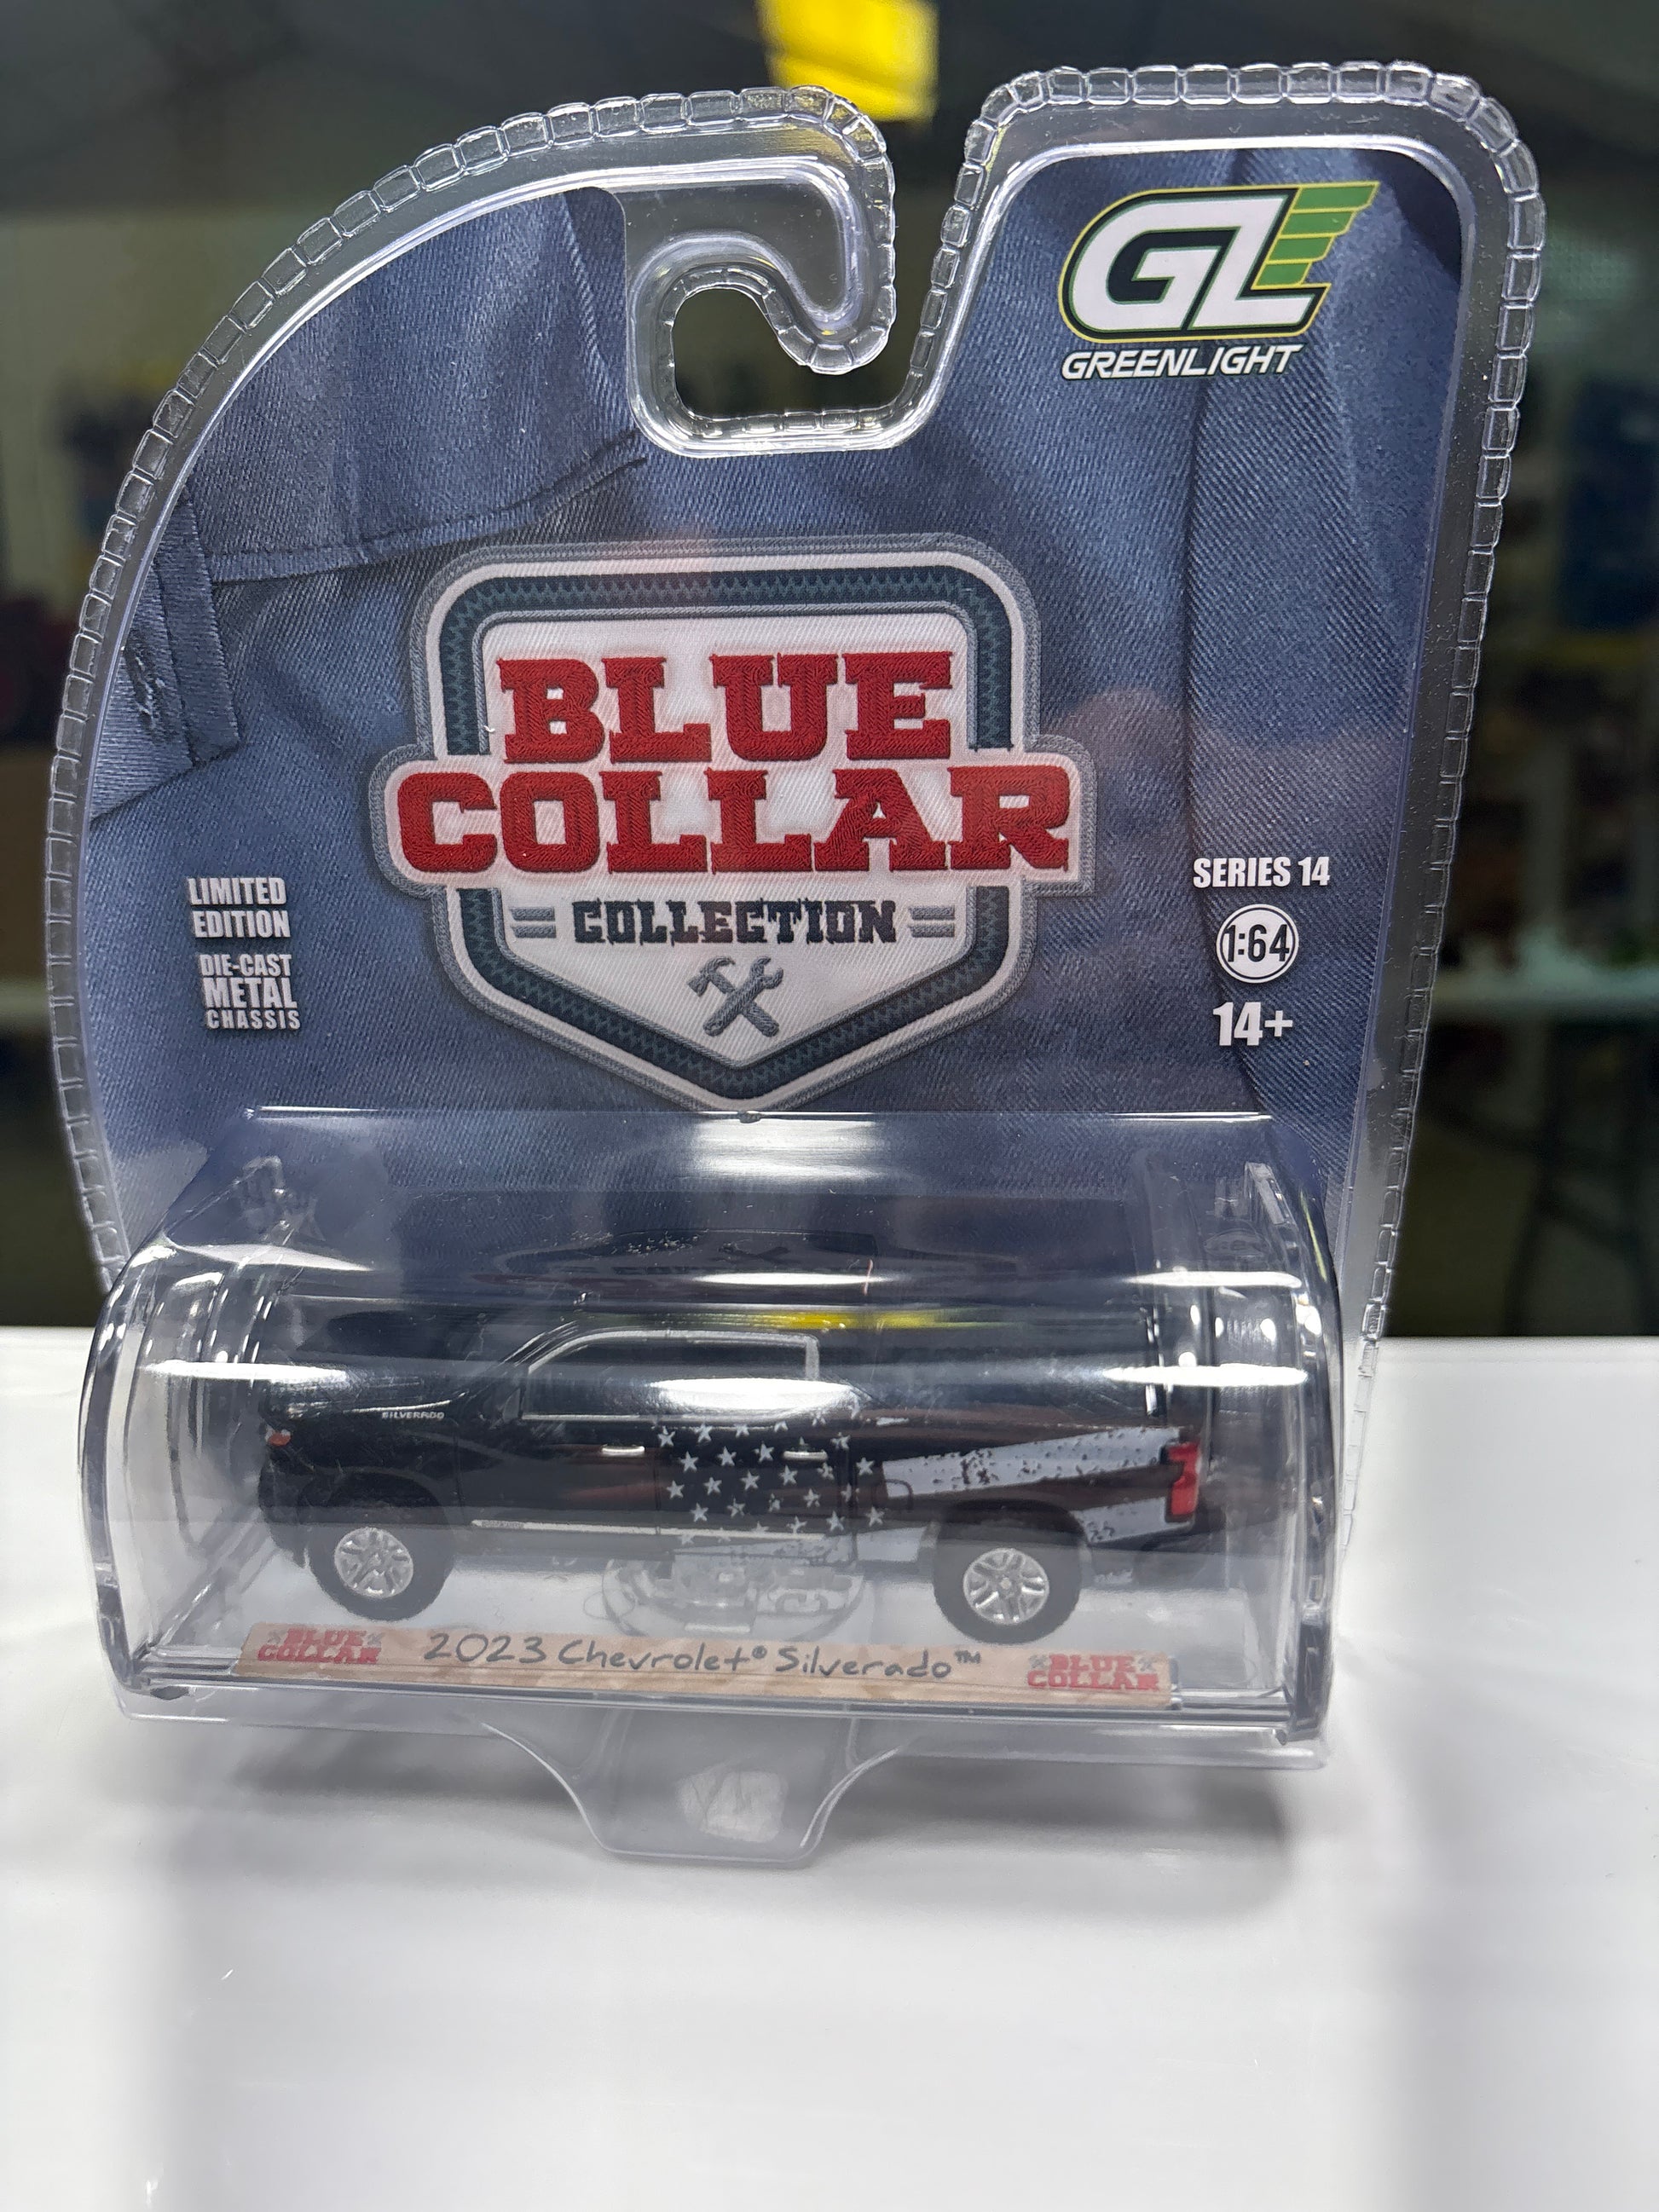 GL
GREENLIGHT
BLUE
COLLAR
COLLECTION
LIMITED
EDITION
DIE-CAST
METAL
CHASSIS
SERIES 14
1:64
14+
SILVERADO
BLUE
COLLAR
2023 Chevrolet® Silverado™
BLUE
COLLAR